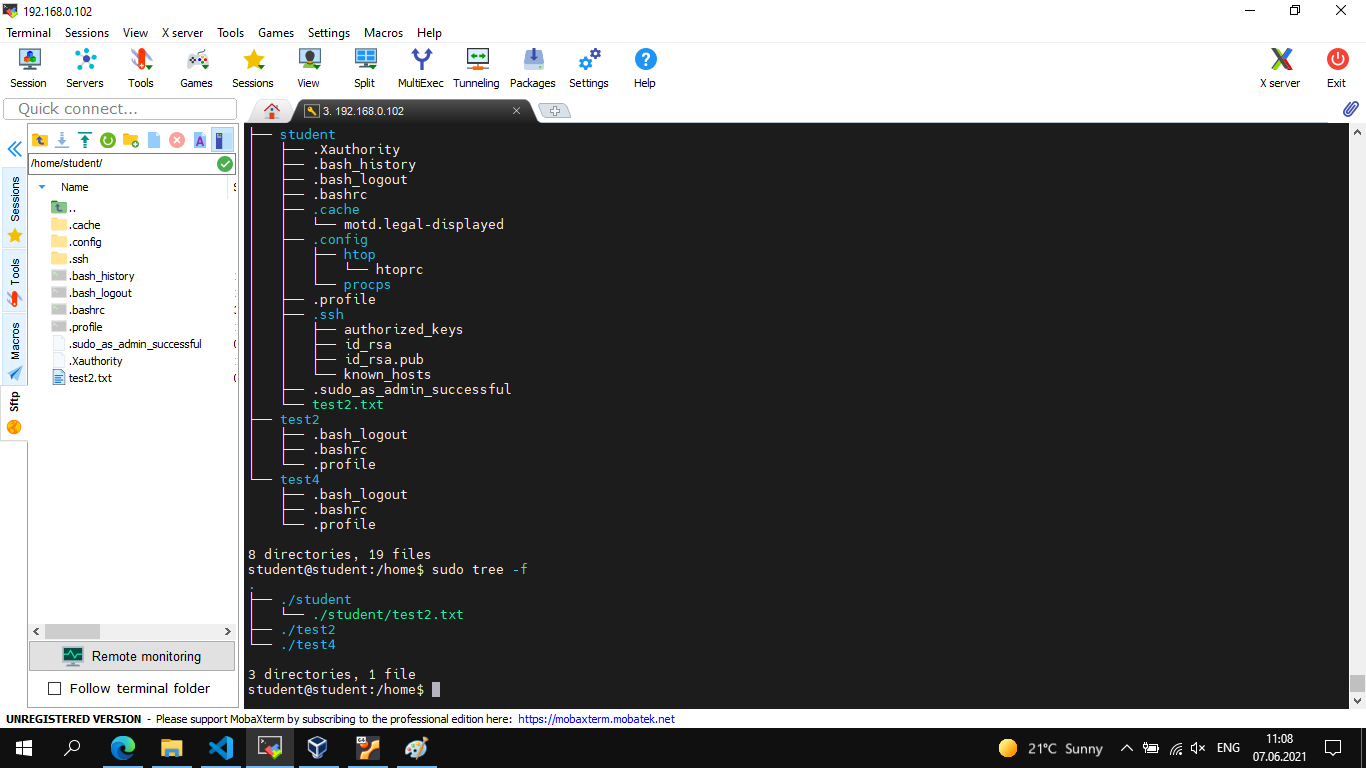 192.168.0.102
Terminal Sessions View X server Tools Games Settings Macros Help
Session Servers Tools Games Sessions View Split MultiExec Tunneling Packages Settings Help X server Exit
Quick connect...
3. 192.168.0.102
/home/student/
Name
..
.cache
.config
.ssh
.bash_history
.bash_logout
.bashrc
.profile
.sudo_as_admin_successful
.Xauthority
test2.txt
Sessions
Tools
Macros
Sftp
Remote monitoring
Follow terminal folder
├── student
│   ├── .Xauthority
│   ├── .bash_history
│   ├── .bash_logout
│   ├── .bashrc
│   ├── .cache
│   │   └── motd.legal-displayed
│   ├── .config
│   │   ├── htop
│   │   │   └── htoprc
│   │   └── procps
│   ├── .profile
│   ├── .ssh
│   │   ├── authorized_keys
│   │   ├── id_rsa
│   │   ├── id_rsa.pub
│   │   └── known_hosts
│   ├── .sudo_as_admin_successful
│   └── test2.txt
├── test2
│   ├── .bash_logout
│   ├── .bashrc
│   └── .profile
└── test4
    ├── .bash_logout
    ├── .bashrc
    └── .profile
8 directories, 19 files
student@student:/home$ sudo tree -f
.
├── ./student
│   └── ./student/test2.txt
├── ./test2
└── ./test4
3 directories, 1 file
student@student:/home$
UNREGISTERED VERSION - Please support MobaXterm by subscribing to the professional edition here: https://mobaxterm.mobatek.net
21°C Sunny ENG
11:08
07.06.2021